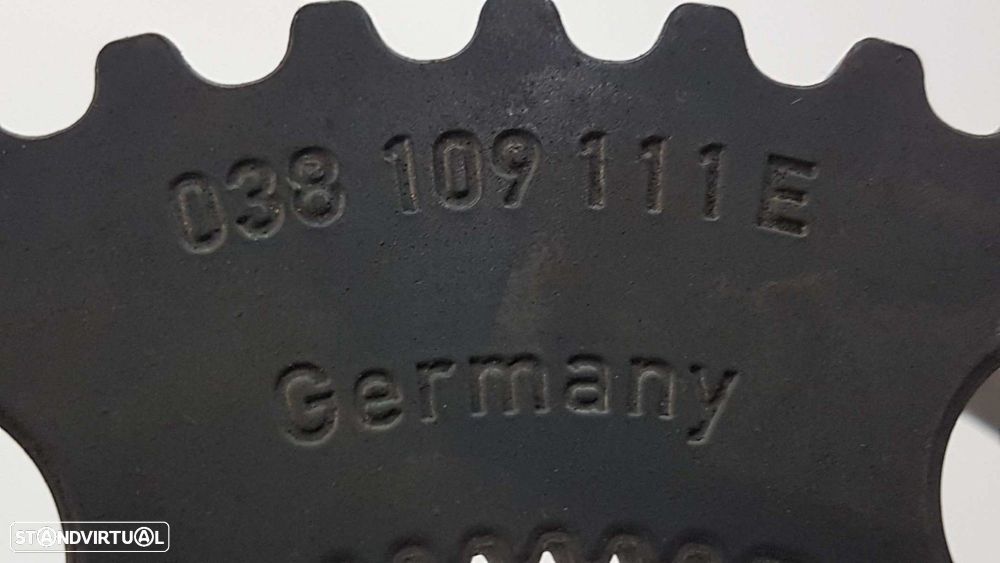 038 109 111 E
Germany
STANDVIRTUAL